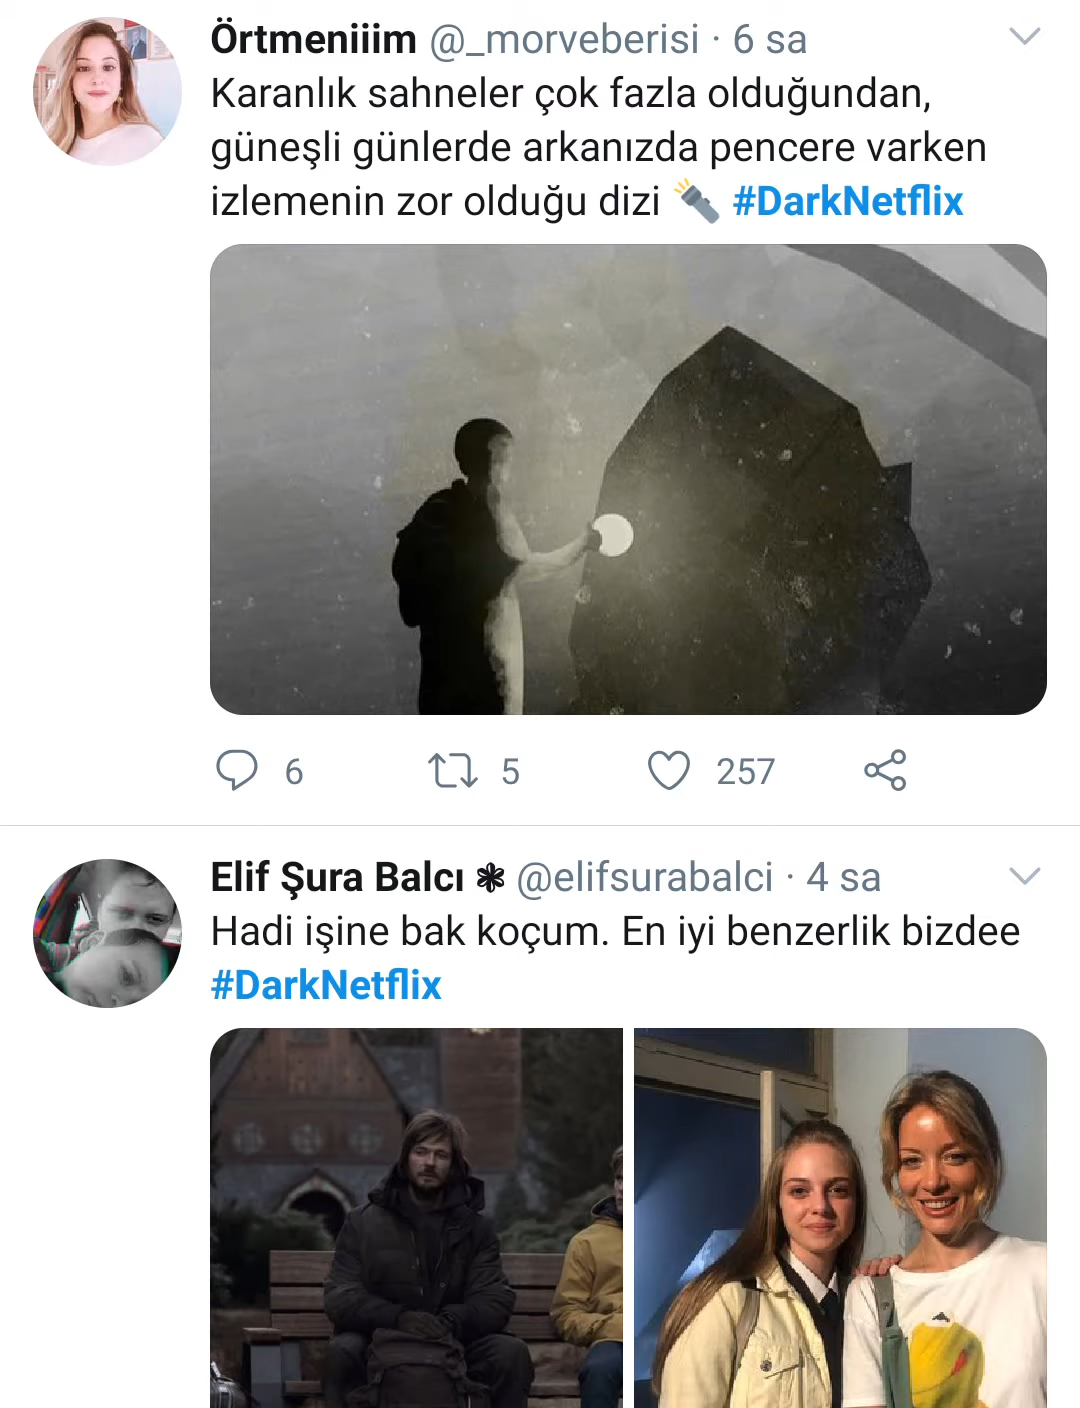 Örtmeniiim @_morveberisi · 6 sa
Karanlık sahneler çok fazla olduğundan,
güneşli günlerde arkanızda pencere varken
izlemenin zor olduğu dizi 🔦 #DarkNetflix
6 5 257
Elif Şura Balcı ❃ @elifsurabalci · 4 sa
Hadi işine bak koçum. En iyi benzerlik bizdee
#DarkNetflix